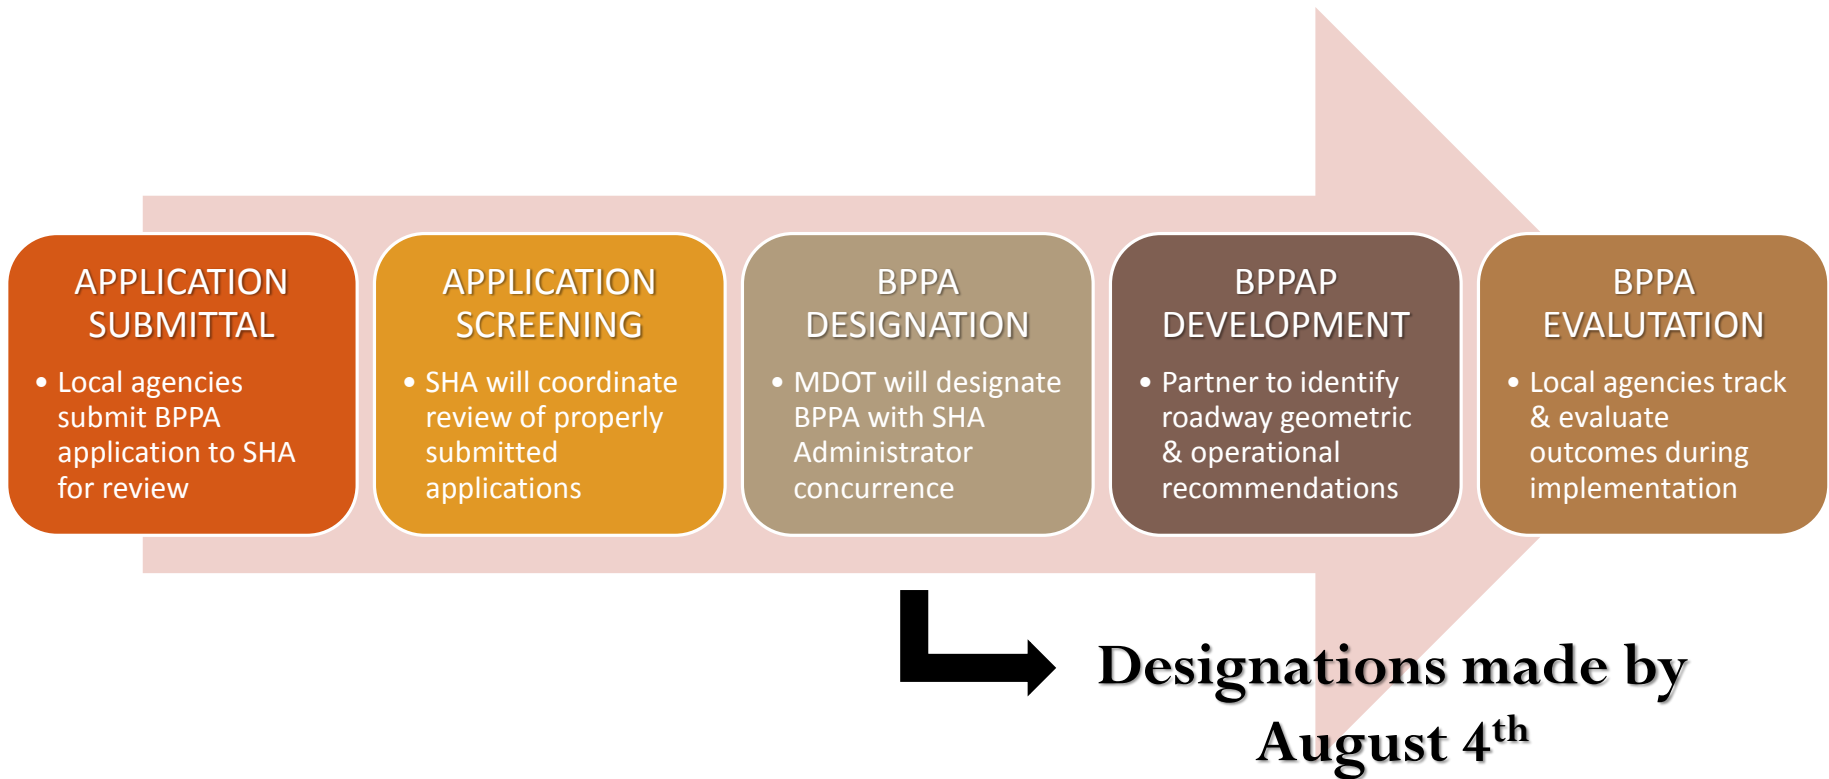 APPLICATION
SUBMITTAL
• Local agencies
submit BPPA
application to SHA
for review
APPLICATION
SCREENING
• SHA will coordinate
review of properly
submitted
applications
BPPA
DESIGNATION
• MDOT will designate
BPPA with SHA
Administrator
concurrence
BPPAP
DEVELOPMENT
• Partner to identify
roadway geometric
& operational
recommendations
BPPA
EVALUTATION
• Local agencies track
& evaluate
outcomes during
implementation
Designations made by
August 4th